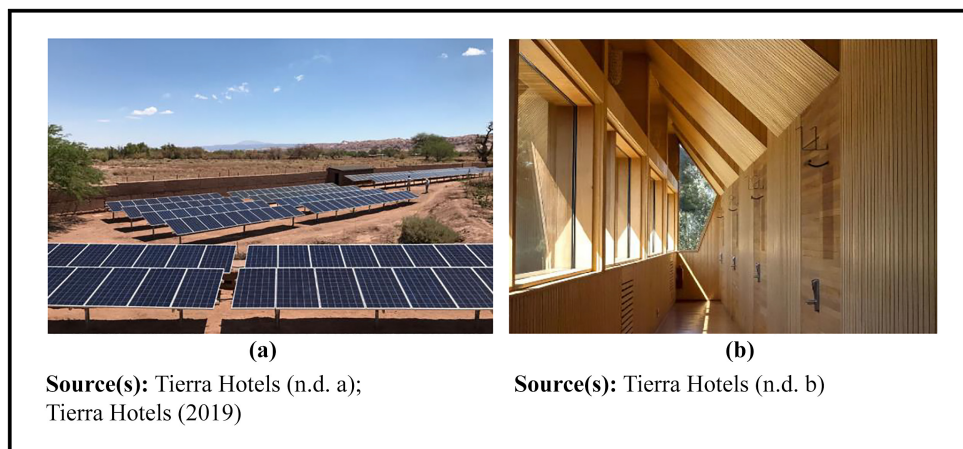 (a)
Source(s): Tierra Hotels (n.d. a);
Tierra Hotels (2019)
(b)
Source(s): Tierra Hotels (n.d. b)